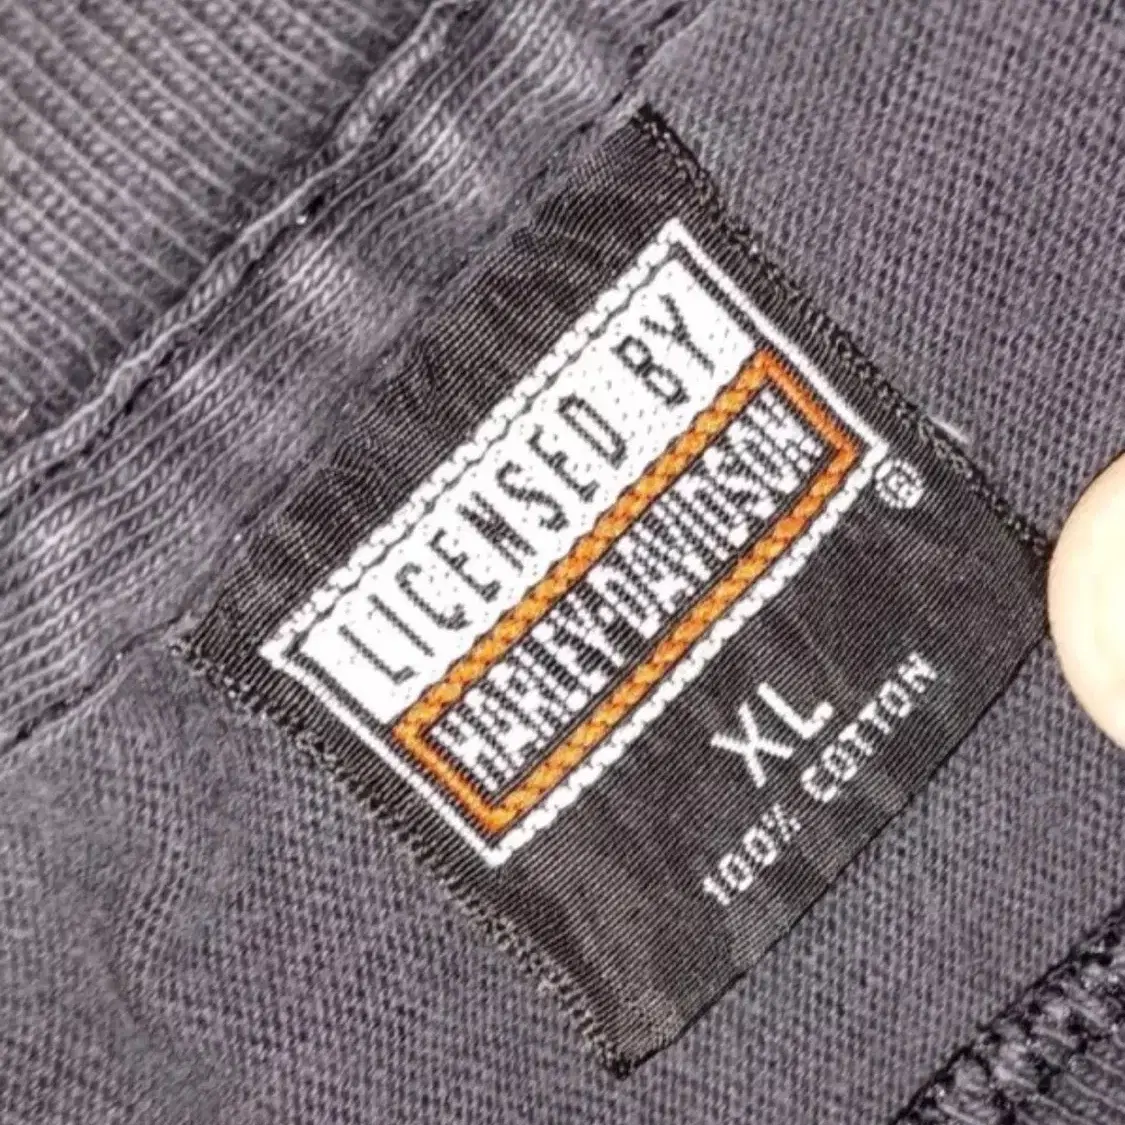 LICENSED BY
HARLEY-DAVIDSON
®
XL
100% COTTON